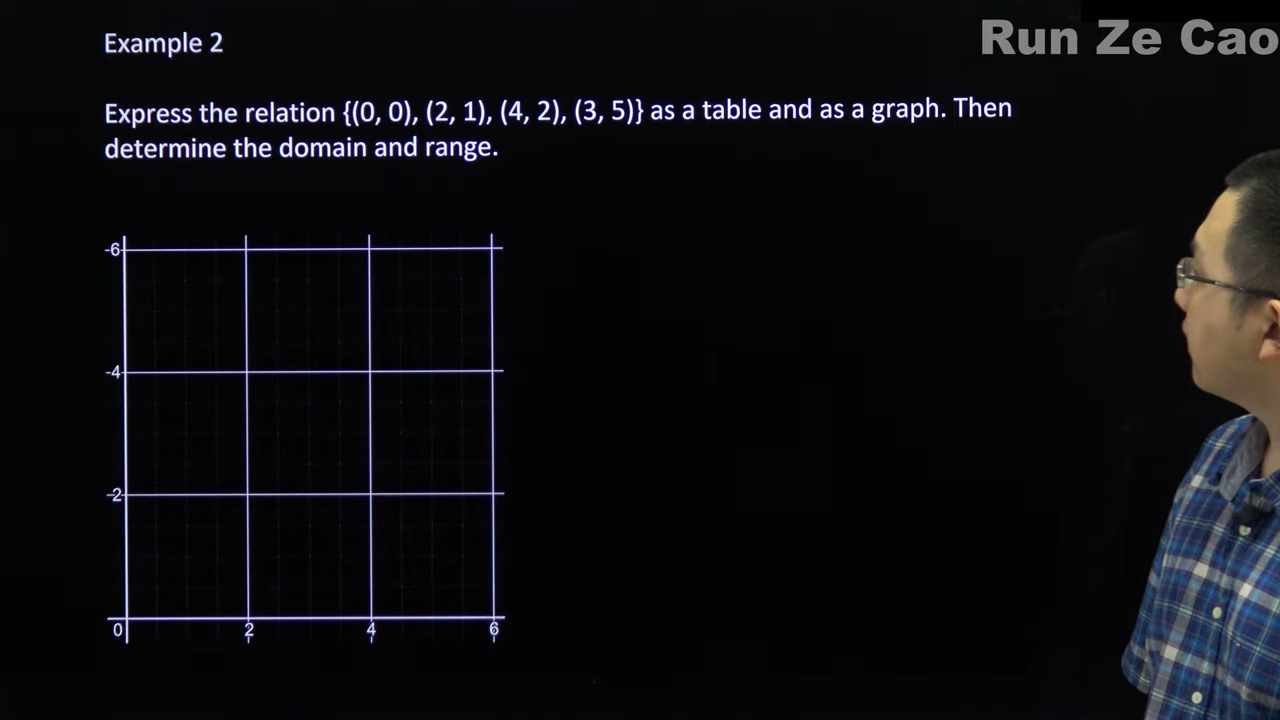 Run Ze Cao
Example 2
Express the relation {(0, 0), (2, 1), (4, 2), (3, 5)} as a table and as a graph. Then
determine the domain and range.
-6
-4
-2
0 2 4 6